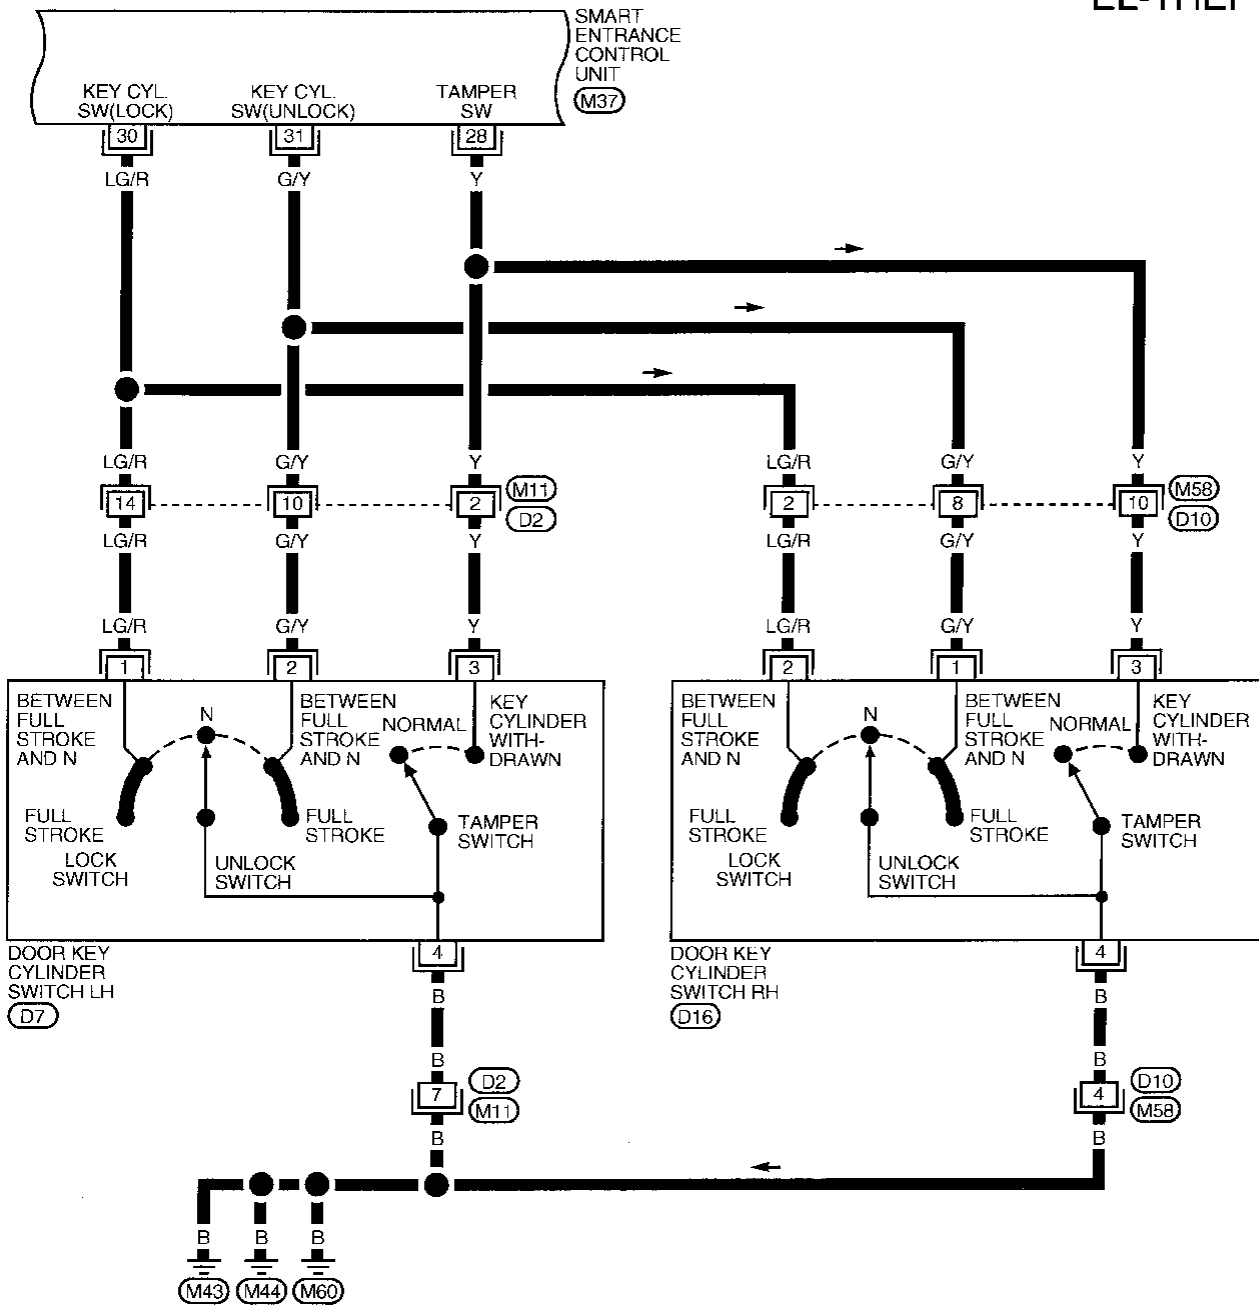 SMART
ENTRANCE
CONTROL
UNIT
M37
KEY CYL.
SW(LOCK)
KEY CYL.
SW(UNLOCK)
TAMPER
SW
30
31
28
LG/R
G/Y
Y
LG/R
G/Y
Y
LG/R
G/Y
Y
14
10
2
M11
D2
2
8
10
M58
D10
LG/R
G/Y
Y
LG/R
G/Y
Y
LG/R
G/Y
Y
LG/R
G/Y
Y
1
2
3
2
1
3
BETWEEN
FULL
STROKE
AND N
N
BETWEEN
FULL
STROKE
AND N
NORMAL
KEY
CYLINDER
WITH-
DRAWN
FULL
STROKE
FULL
STROKE
LOCK
SWITCH
UNLOCK
SWITCH
TAMPER
SWITCH
BETWEEN
FULL
STROKE
AND N
N
BETWEEN
FULL
STROKE
AND N
NORMAL
KEY
CYLINDER
WITH-
DRAWN
FULL
STROKE
FULL
STROKE
LOCK
SWITCH
UNLOCK
SWITCH
TAMPER
SWITCH
DOOR KEY
CYLINDER
SWITCH LH
D7
4
DOOR KEY
CYLINDER
SWITCH RH
D16
4
B
B
B
B
7
D2
M11
4
D10
M58
B
B
B
B
B
M43
M44
M60